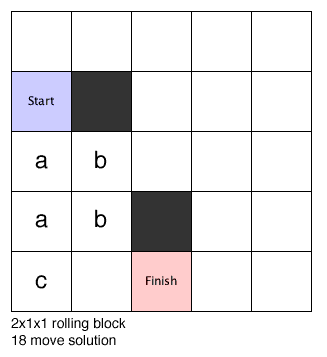 Start
a b
a b
c Finish
2x1x1 rolling block
18 move solution